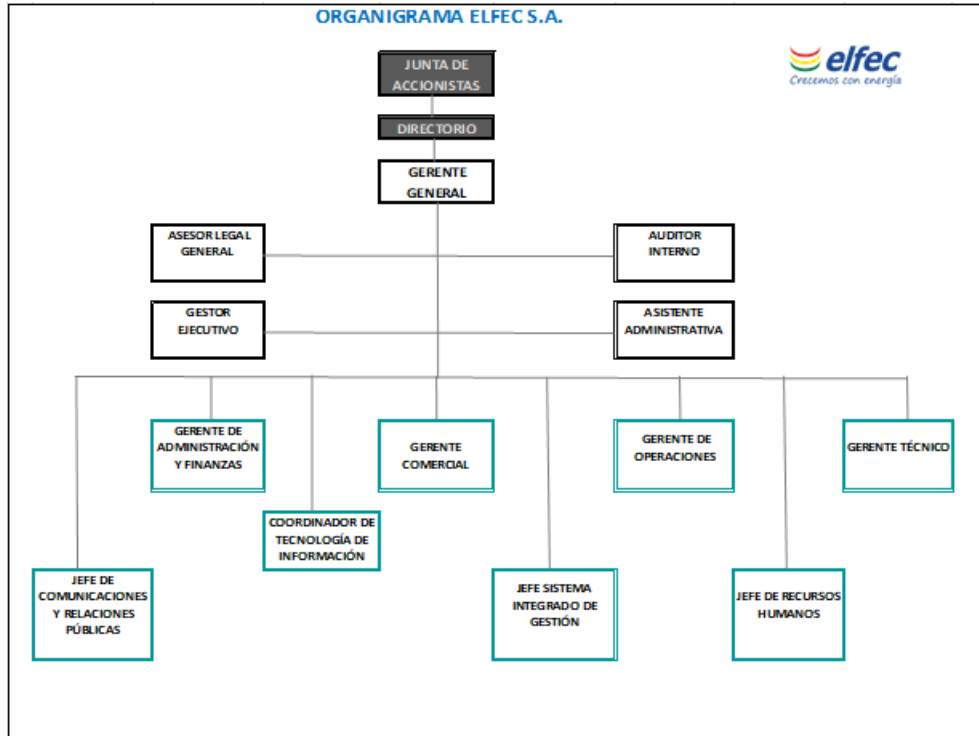 ORGANIGRAMA ELFEC S.A.
elfec
Crecemos con energía
JUNTA DE
ACCIONISTAS
DIRECTORIO
GERENTE
GENERAL
ASESOR LEGAL
GENERAL
AUDITOR
INTERNO
GESTOR
EJECUTIVO
ASISTENTE
ADMINISTRATIVA
GERENTE DE
ADMINISTRACIÓN
Y FINANZAS
GERENTE
COMERCIAL
GERENTE DE
OPERACIONES
GERENTE TÉCNICO
COORDINADOR DE
TECNOLOGÍA DE
INFORMACIÓN
JEFE DE
COMUNICACIONES
Y RELACIONES
PÚBLICAS
JEFE SISTEMA
INTEGRADO DE
GESTIÓN
JEFE DE RECURSOS
HUMANOS